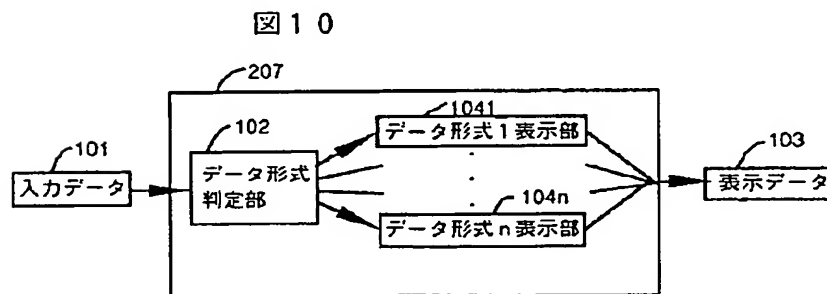 図１０
207
102
1041
データ形式１表示部
101
103
入力データ
データ形式
判定部
表示データ
104n
データ形式ｎ表示部